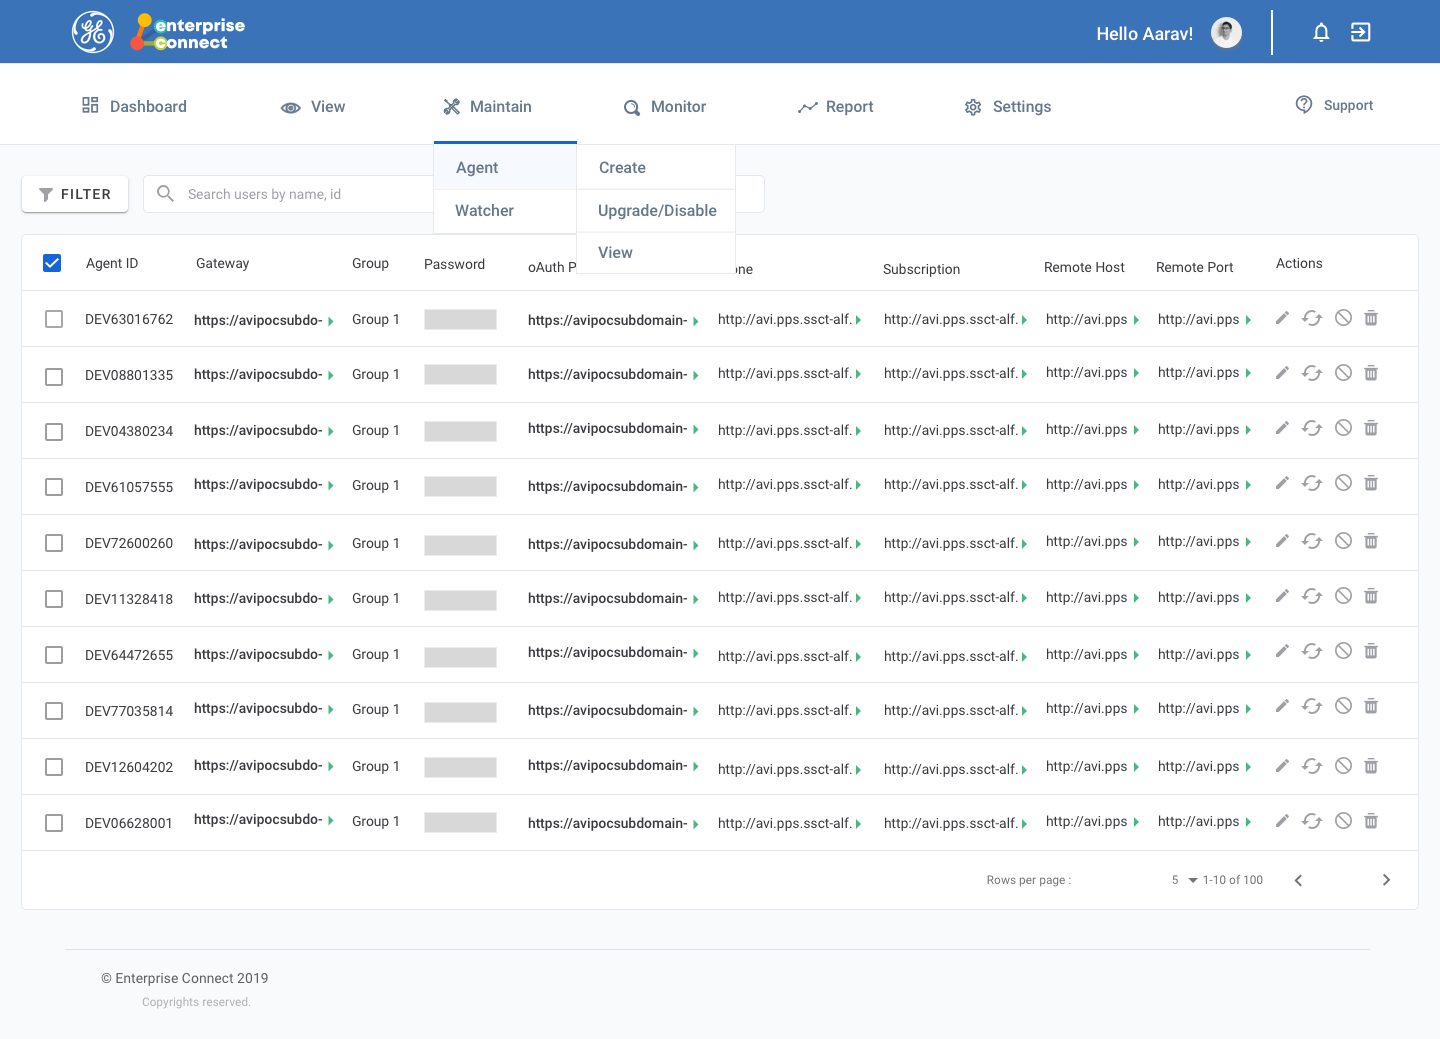 enterprise
connect
Hello Aarav!
Dashboard
View
Maintain
Monitor
Report
Settings
Support
Agent
Create
FILTER
Search users by name, id
Watcher
Upgrade/Disable
View
Agent ID
Gateway
Group
Password
oAuth P
ne
Subscription
Remote Host
Remote Port
Actions
DEV63016762 https://avipocsubdo- Group 1 https://avipocsubdomain- http://avi.pps.ssct-alf. http://avi.pps.ssct-alf. http://avi.pps http://avi.pps
DEV08801335 https://avipocsubdo- Group 1 https://avipocsubdomain- http://avi.pps.ssct-alf. http://avi.pps.ssct-alf. http://avi.pps http://avi.pps
DEV04380234 https://avipocsubdo- Group 1 https://avipocsubdomain- http://avi.pps.ssct-alf. http://avi.pps.ssct-alf. http://avi.pps http://avi.pps
DEV61057555 https://avipocsubdo- Group 1 https://avipocsubdomain- http://avi.pps.ssct-alf. http://avi.pps.ssct-alf. http://avi.pps http://avi.pps
DEV72600260 https://avipocsubdo- Group 1 https://avipocsubdomain- http://avi.pps.ssct-alf. http://avi.pps.ssct-alf. http://avi.pps http://avi.pps
DEV11328418 https://avipocsubdo- Group 1 https://avipocsubdomain- http://avi.pps.ssct-alf. http://avi.pps.ssct-alf. http://avi.pps http://avi.pps
DEV64472655 https://avipocsubdo- Group 1 https://avipocsubdomain- http://avi.pps.ssct-alf. http://avi.pps.ssct-alf. http://avi.pps http://avi.pps
DEV77035814 https://avipocsubdo- Group 1 https://avipocsubdomain- http://avi.pps.ssct-alf. http://avi.pps.ssct-alf. http://avi.pps http://avi.pps
DEV12604202 https://avipocsubdo- Group 1 https://avipocsubdomain- http://avi.pps.ssct-alf. http://avi.pps.ssct-alf. http://avi.pps http://avi.pps
DEV06628001 https://avipocsubdo- Group 1 https://avipocsubdomain- http://avi.pps.ssct-alf. http://avi.pps.ssct-alf. http://avi.pps http://avi.pps
Rows per page : 5 1-10 of 100
© Enterprise Connect 2019
Copyrights reserved.